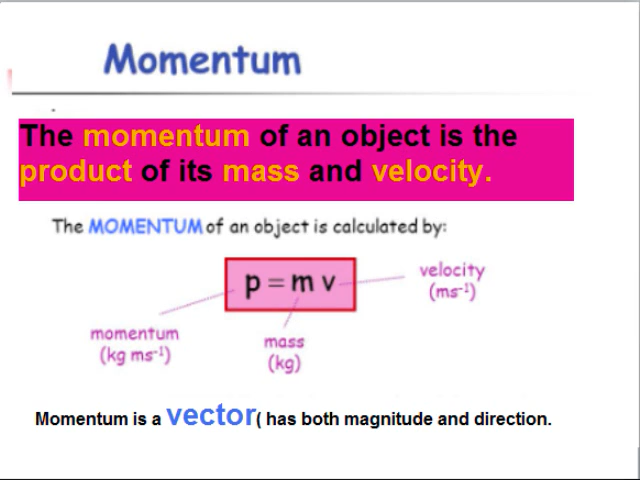 Momentum
The momentum of an object is the
product of its mass and velocity.
The MOMENTUM of an object is calculated by:
p = m v
velocity
(ms⁻¹)
momentum
(kg ms⁻¹)
mass
(kg)
Momentum is a vector( has both magnitude and direction.